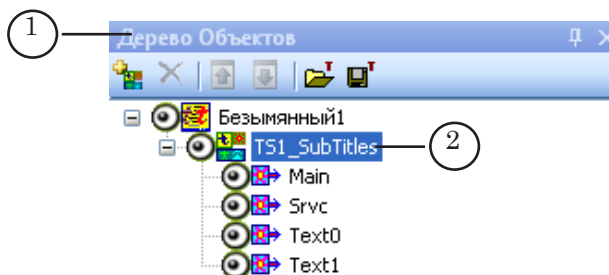 1
Дерево Объектов
Безымянный1
TS1_SubTitles
2
Main
Srvc
Text0
Text1